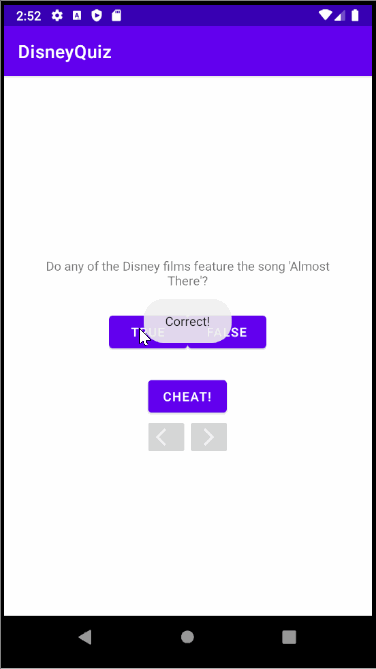 2:52
DisneyQuiz
Do any of the Disney films feature the song 'Almost
There'?
Correct!
TRUE FALSE
CHEAT!